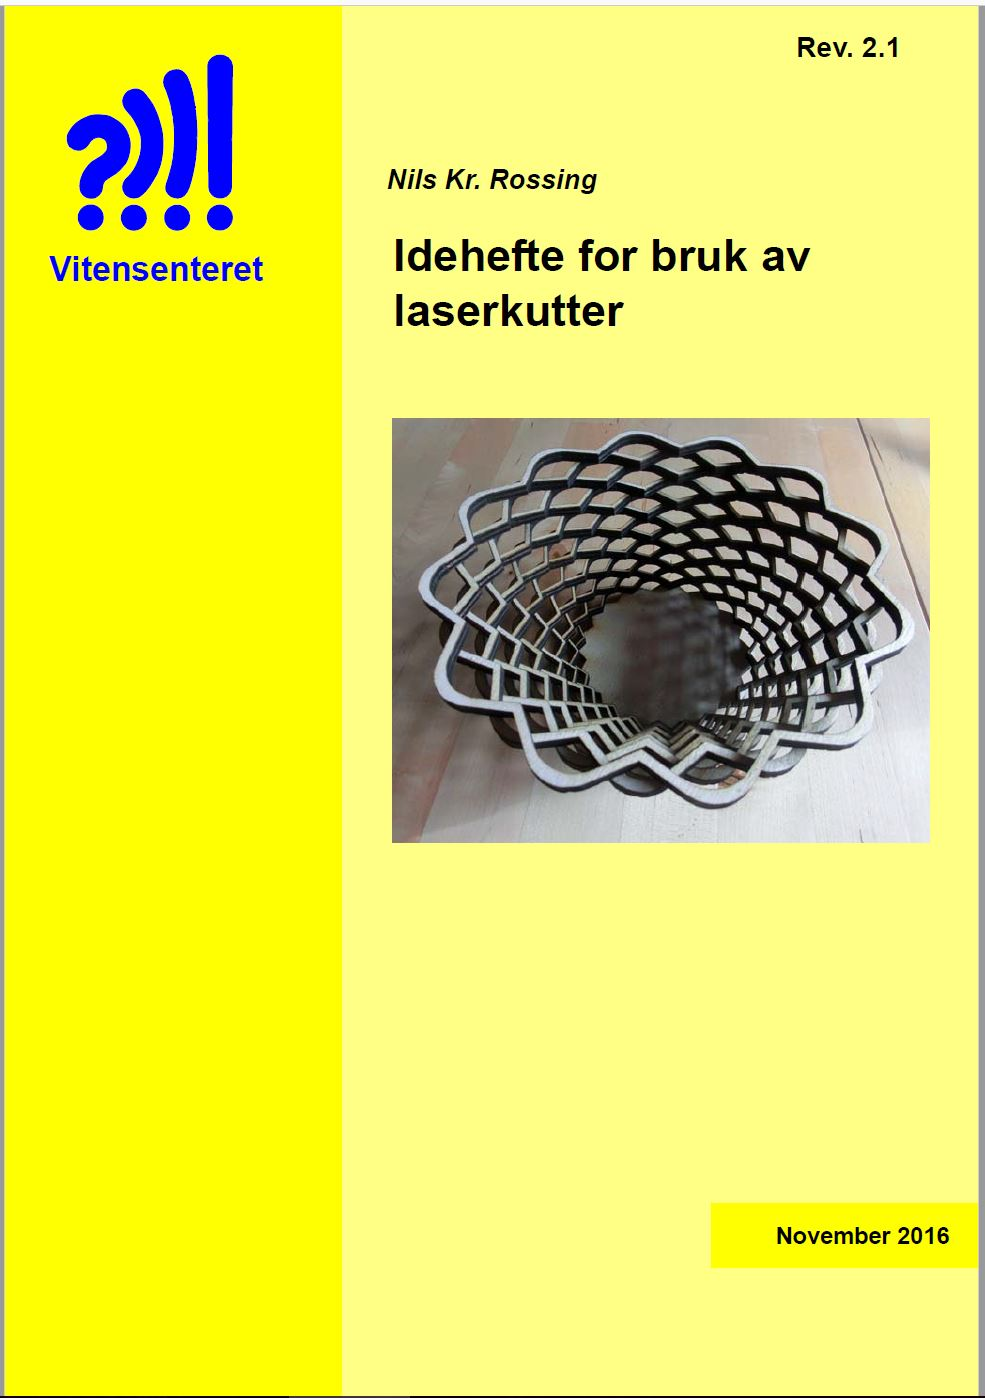 Rev. 2.1
Vitensenteret
Nils Kr. Rossing
Idehefte for bruk av
laserkutter
November 2016